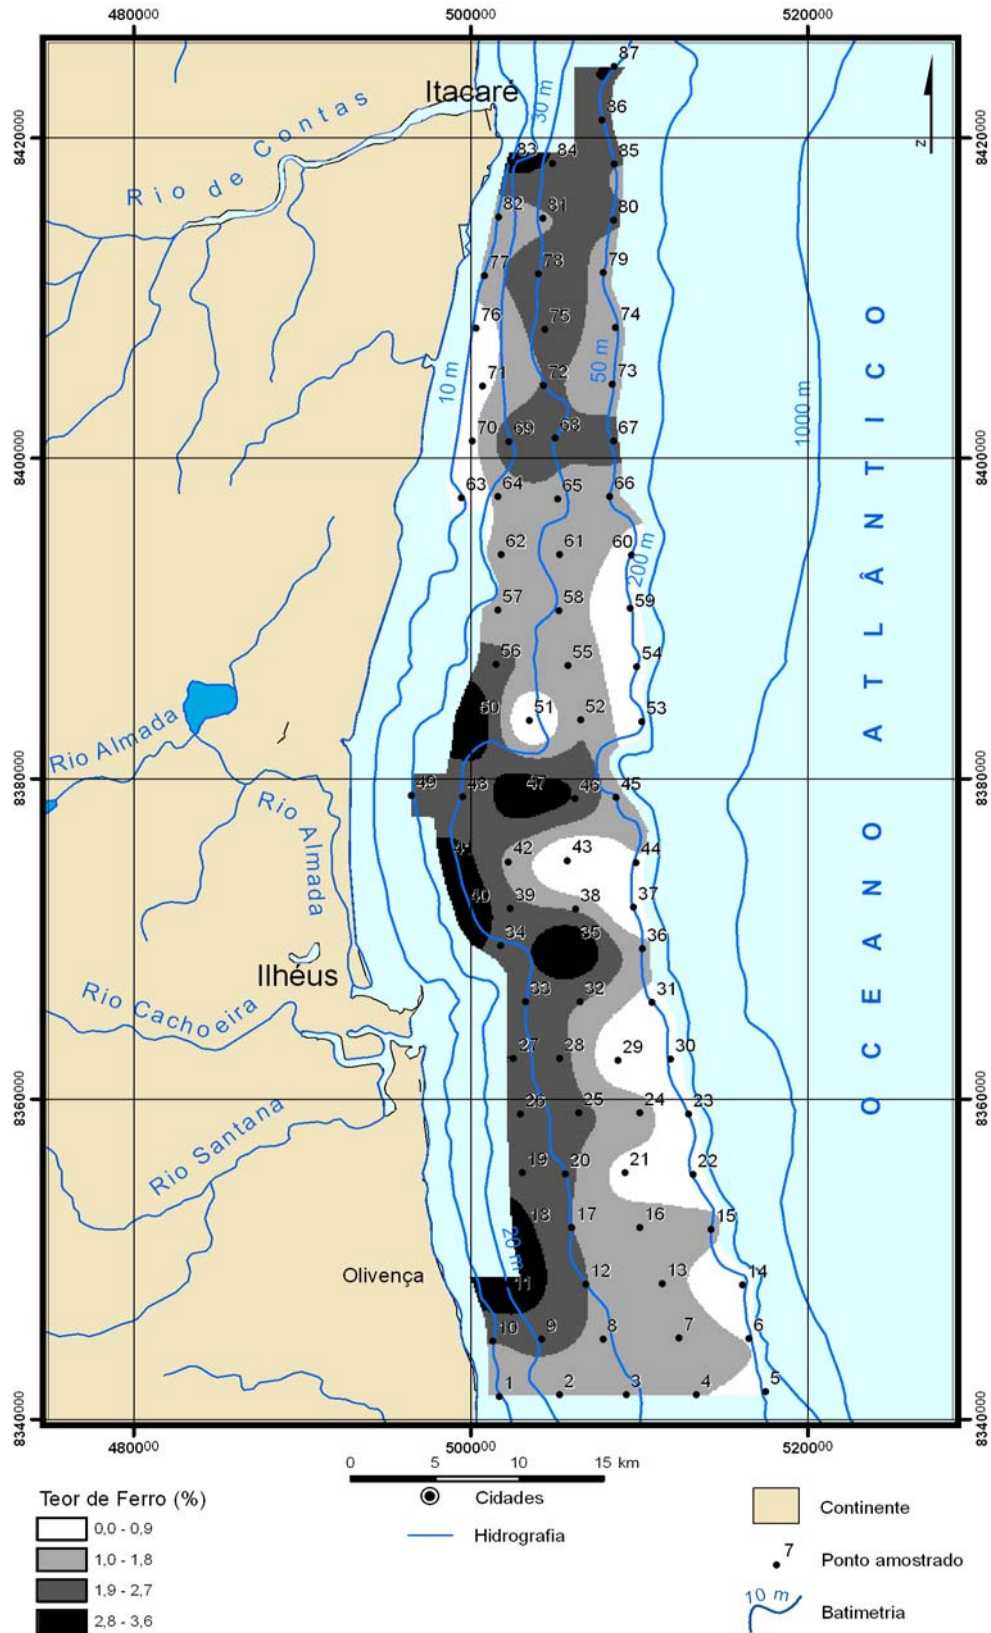 480000 500000 520000
87
Itacaré
30 m
86
8420000 8420000
Rio de Contas
z
83 84 85
82 81 80
77 78 79
76 75 74
10 m 71 72 50 m 73
1000 m
70 69 68 67
8400000 8400000
63 64 65 66
62 61 60
200 m
57 58 59
56 55 54
50 51 52 53
Rio Almada
OCEANO ATLÂNTICO
8380000 8380000
49 48 47 46 45
Rio Almada
41 42 43 44
40 39 38 37
34 35 36
Ilhéus
Rio Cachoeira
33 32 31
27 28 29 30
8360000 8360000
26 25 24 23
Rio Santana
19 20 21 22
18 17 16 15
20 m
Olivença
11 12 13 14
10 9 8 7 6
1 2 3 4 5
8340000 8340000
480000 500000 520000
0 5 10 15 km
Teor de Ferro (%)
0,0 - 0,9
1,0 - 1,8
1,9 - 2,7
2,8 - 3,6
Cidades
Hidrografia
Continente
7
Ponto amostrado
10 m
Batimetria